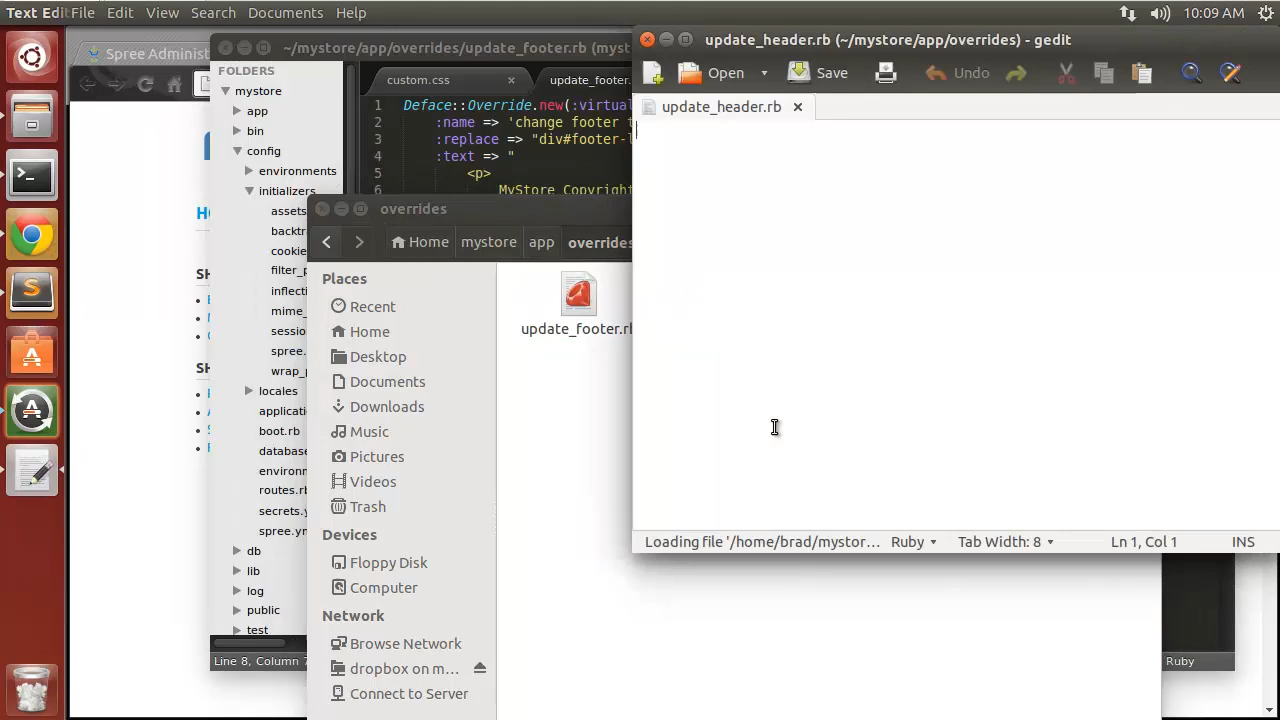 Text Edit File Edit View Search Documents Help
10:09 AM
Spree Administ
~/mystore/app/overrides/update_footer.rb (mys
update_header.rb (~/mystore/app/overrides) - gedit
Open
Save
Undo
update_header.rb ×
FOLDERS
mystore
app
bin
config
environments
initializers
assets
backtr
cookie
filter_p
inflecti
mime_
sessio
spree.
wrap_p
locales
applicati
boot.rb
databas
environm
routes.rb
secrets.y
spree.ym
db
lib
log
public
test
Line 8, Column 7
Ruby
custom.css ×
update_footer.
1 Deface::Override.new(:virtua
2 :name => 'change footer t
3 :replace => "div#footer-l
4 :text => "
5 <p>
6 MyStore Copyright
overrides
Home
mystore
app
overrides
Places
Recent
Home
Desktop
Documents
Downloads
Music
Pictures
Videos
Trash
Devices
Floppy Disk
Computer
Network
Browse Network
dropbox on m...
Connect to Server
update_footer.rb
Loading file '/home/brad/mystor...
Ruby
Tab Width: 8
Ln 1, Col 1
INS